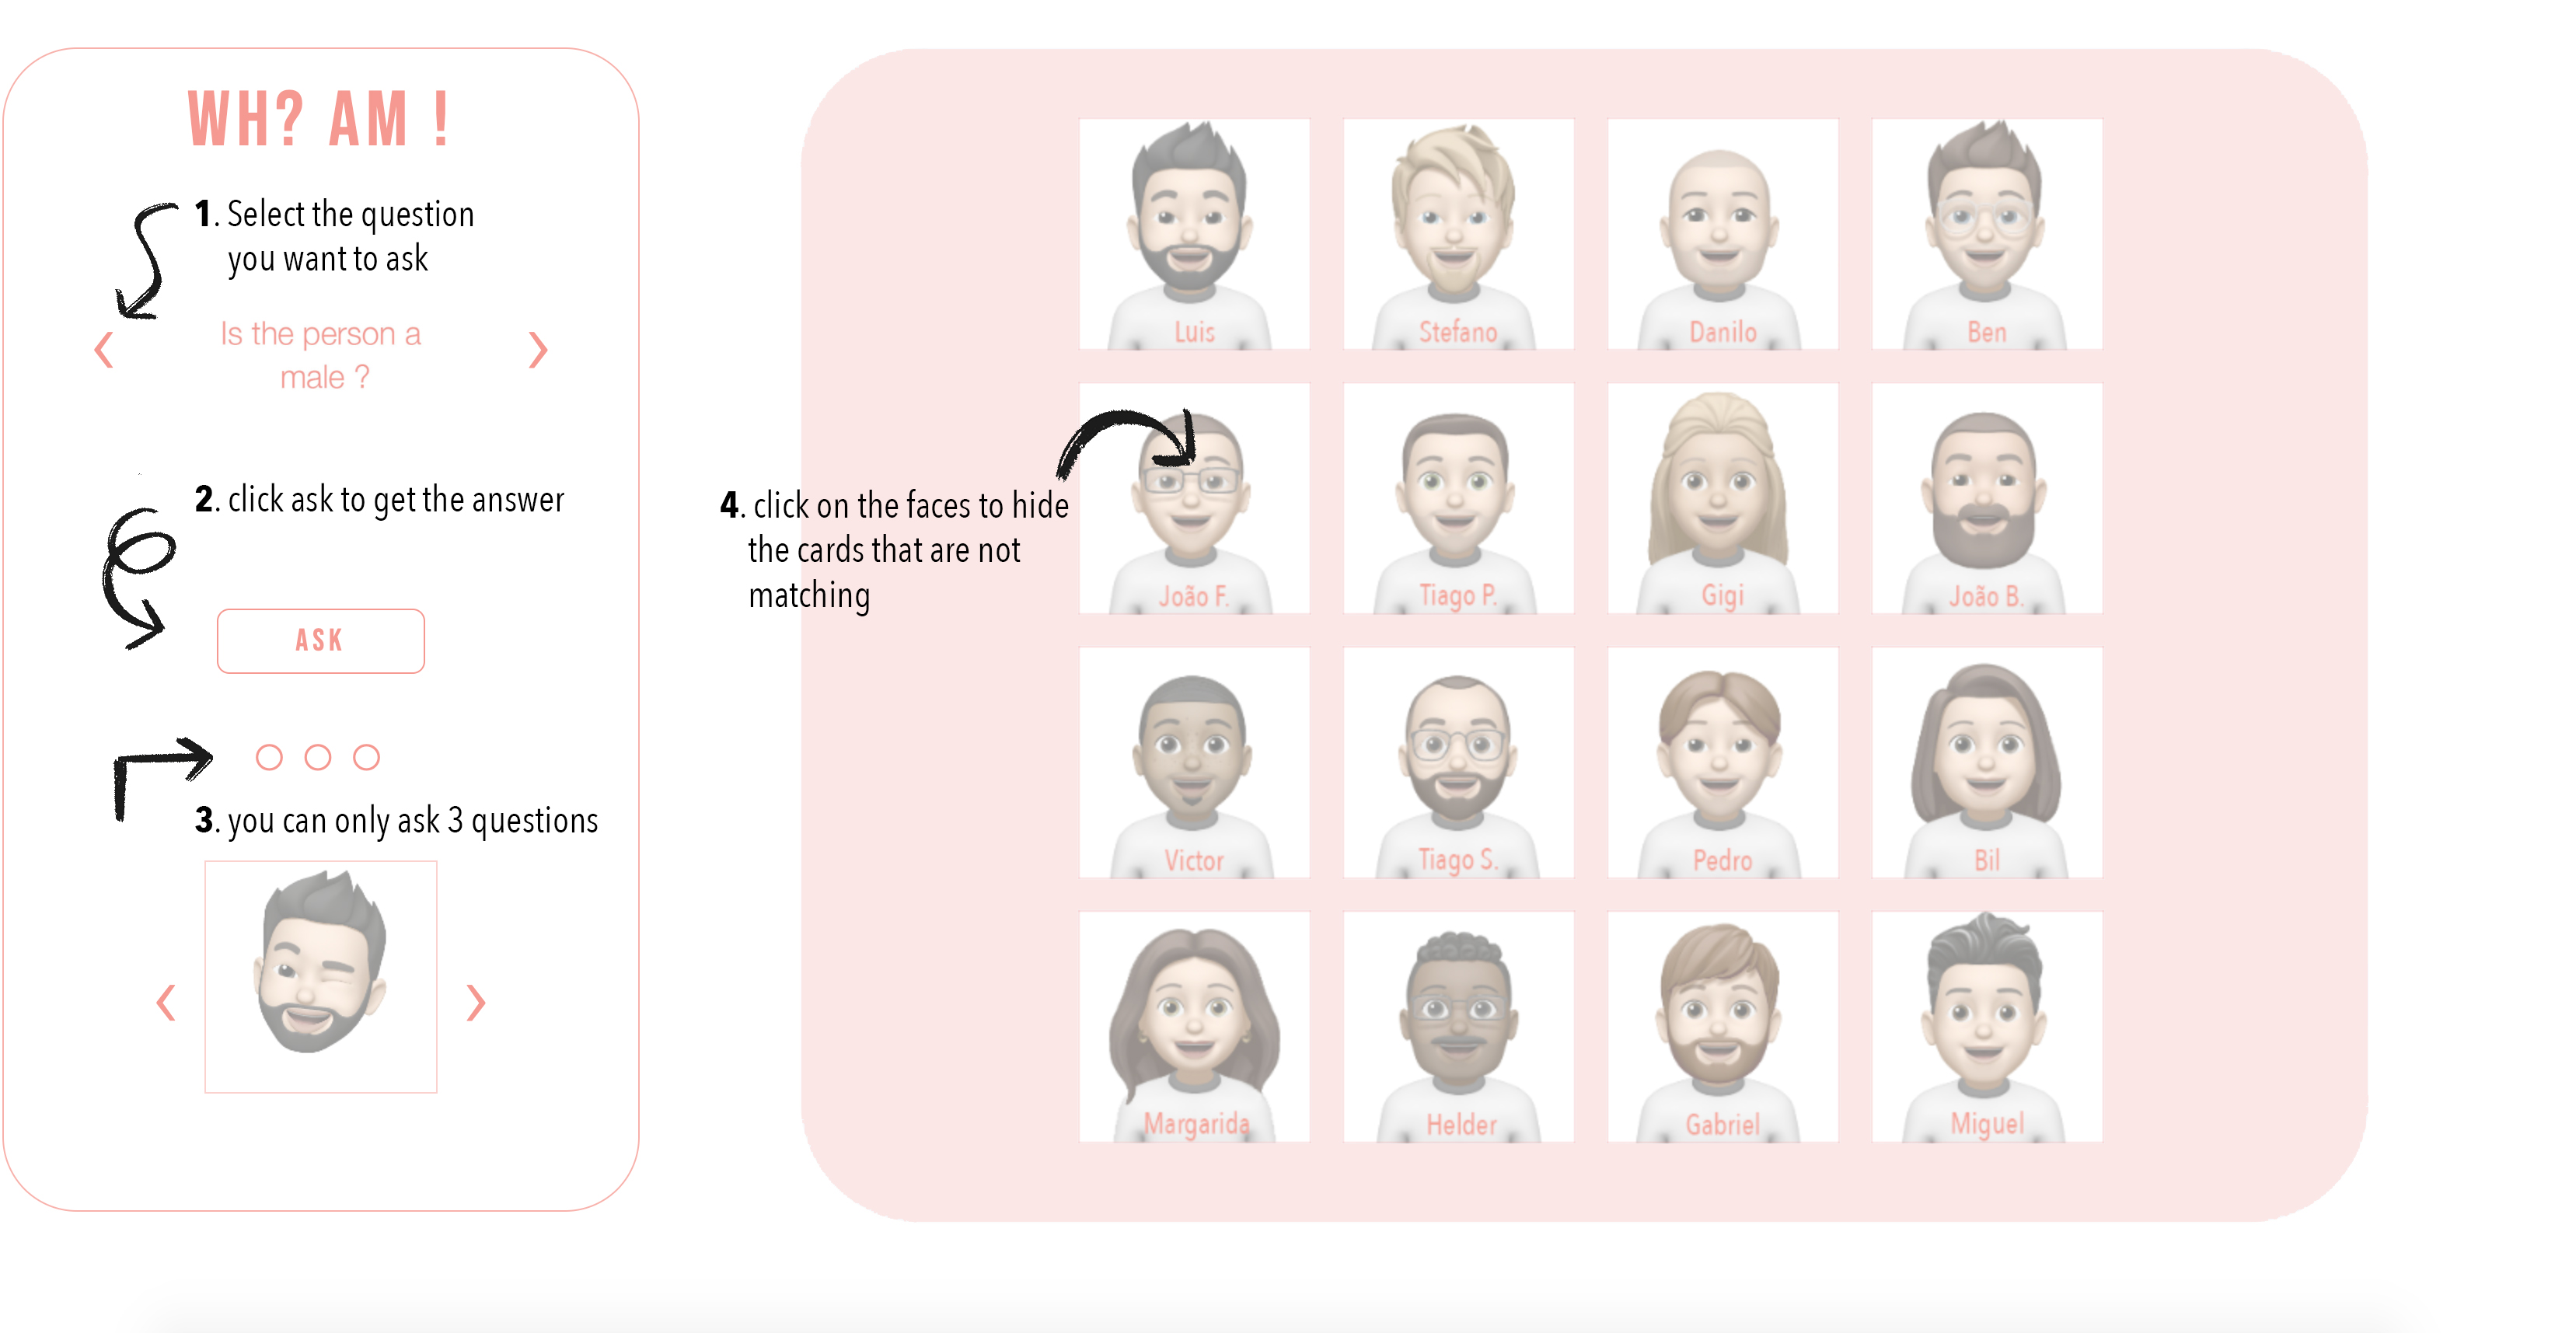 WH? AM !
1. Select the question
you want to ask
Is the person a
male ?
2. click ask to get the answer
ASK
3. you can only ask 3 questions
4. click on the faces to hide
the cards that are not
matching
Luis
Stefano
Danilo
Ben
João F.
Tiago P.
Gigi
João B.
Victor
Tiago S.
Pedro
Bil
Margarida
Helder
Gabriel
Miguel